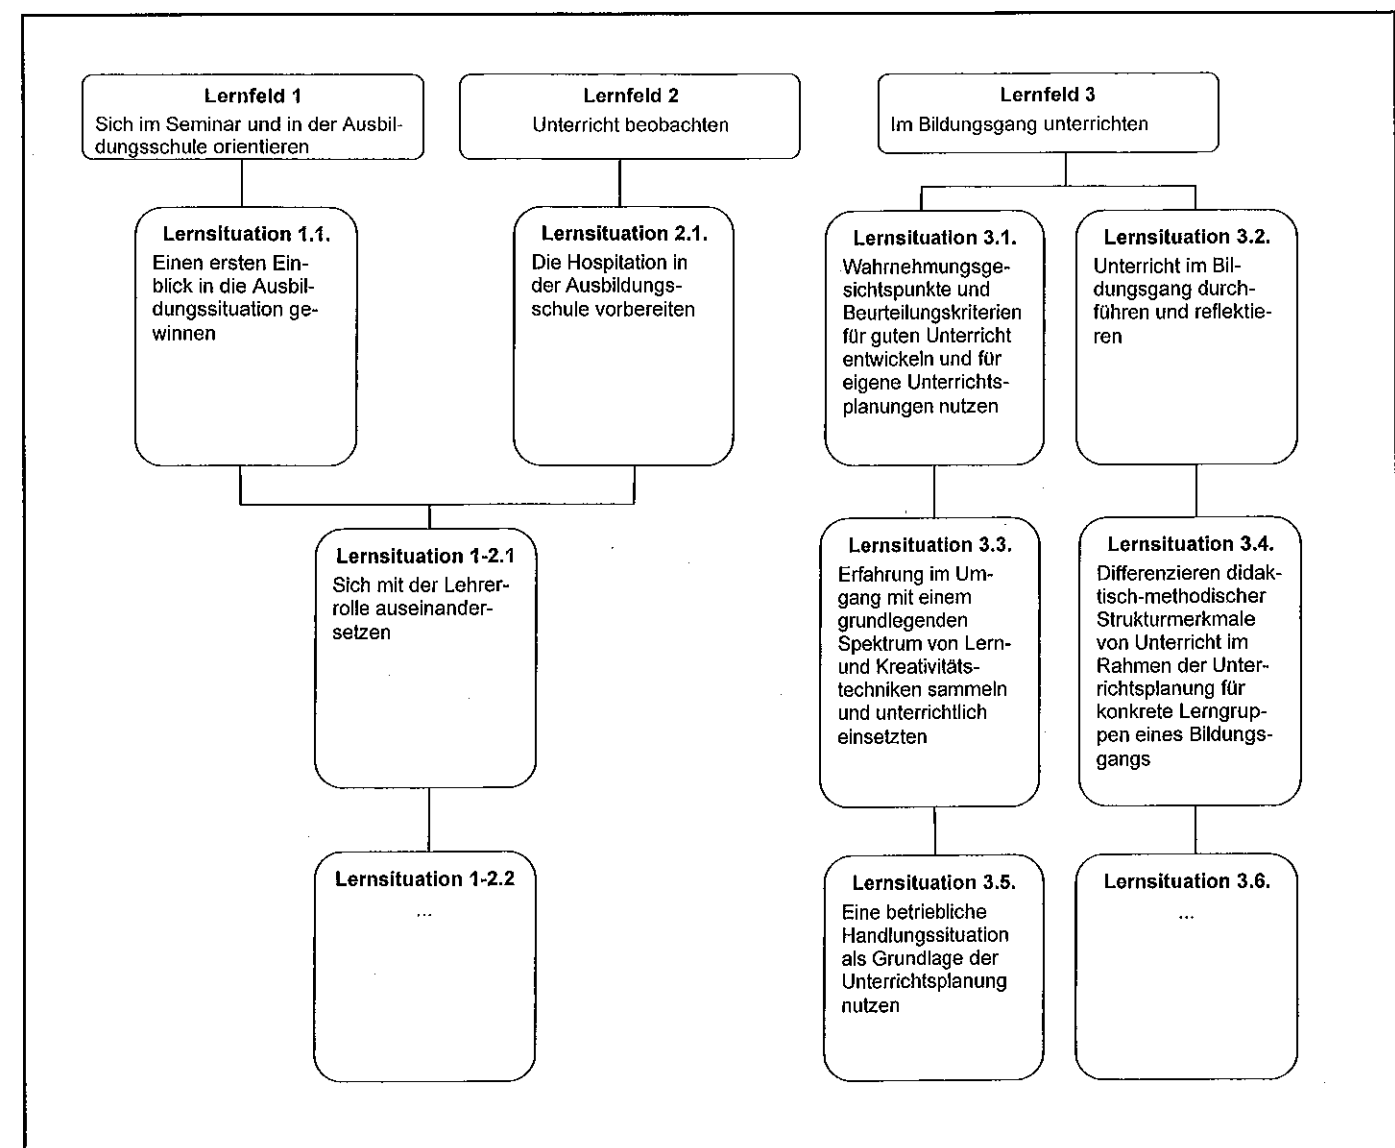 Lernfeld 1
Sich im Seminar und in der Ausbil-
dungsschule orientieren
Lernfeld 2
Unterricht beobachten
Lernfeld 3
Im Bildungsgang unterrichten
Lernsituation 1.1.
Einen ersten Ein-
blick in die Ausbil-
dungssituation ge-
winnen
Lernsituation 2.1.
Die Hospitation in
der Ausbildungs-
schule vorbereiten
Lernsituation 3.1.
Wahrnehmungsge-
sichtspunkte und
Beurteilungskriterien
für guten Unterricht
entwickeln und für
eigene Unterrichts-
planungen nutzen
Lernsituation 3.2.
Unterricht im Bil-
dungsgang durch-
führen und reflektie-
ren
Lernsituation 1-2.1
Sich mit der Lehrer-
rolle auseinander-
setzen
Lernsituation 3.3.
Erfahrung im Um-
gang mit einem
grundlegenden
Spektrum von Lern-
und Kreativitäts-
techniken sammeln
und unterrichtlich
einsetzten
Lernsituation 3.4.
Differenzieren didak-
tisch-methodischer
Strukturmerkmale
von Unterricht im
Rahmen der Unter-
richtsplanung für
konkrete Lerngrup-
pen eines Bildungs-
gangs
Lernsituation 1-2.2
...
Lernsituation 3.5.
Eine betriebliche
Handlungssituation
als Grundlage der
Unterrichtsplanung
nutzen
Lernsituation 3.6.
...